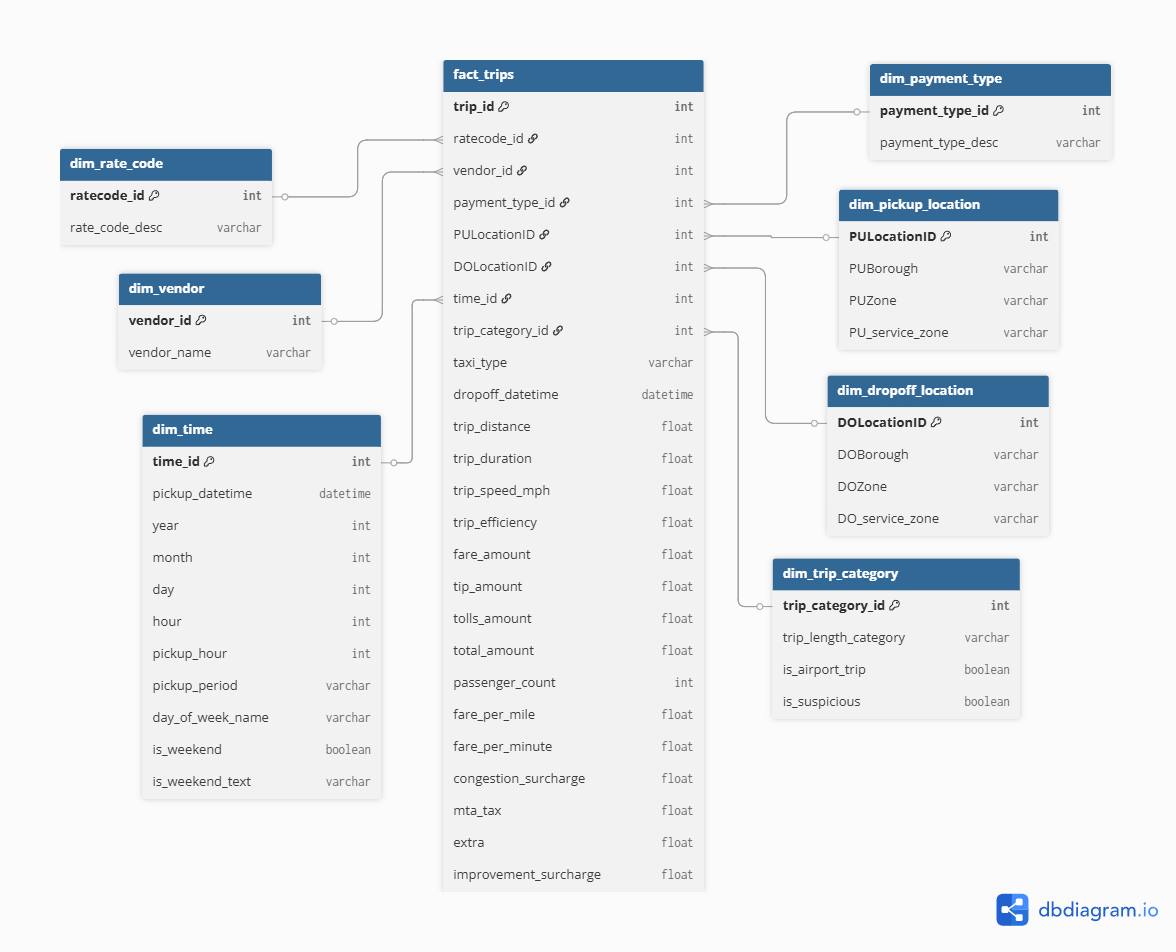 fact_trips
trip_id int
ratecode_id int
vendor_id int
payment_type_id int
PULocationID int
DOLocationID int
time_id int
trip_category_id int
taxi_type varchar
dropoff_datetime datetime
trip_distance float
trip_duration float
trip_speed_mph float
trip_efficiency float
fare_amount float
tip_amount float
tolls_amount float
total_amount float
passenger_count int
fare_per_mile float
fare_per_minute float
congestion_surcharge float
mta_tax float
extra float
improvement_surcharge float
dim_rate_code
ratecode_id int
rate_code_desc varchar
dim_vendor
vendor_id int
vendor_name varchar
dim_time
time_id int
pickup_datetime datetime
year int
month int
day int
hour int
pickup_hour int
pickup_period varchar
day_of_week_name varchar
is_weekend boolean
is_weekend_text varchar
dim_payment_type
payment_type_id int
payment_type_desc varchar
dim_pickup_location
PULocationID int
PUBorough varchar
PUZone varchar
PU_service_zone varchar
dim_dropoff_location
DOLocationID int
DOBorough varchar
DOZone varchar
DO_service_zone varchar
dim_trip_category
trip_category_id int
trip_length_category varchar
is_airport_trip boolean
is_suspicious boolean
dbdiagram.io